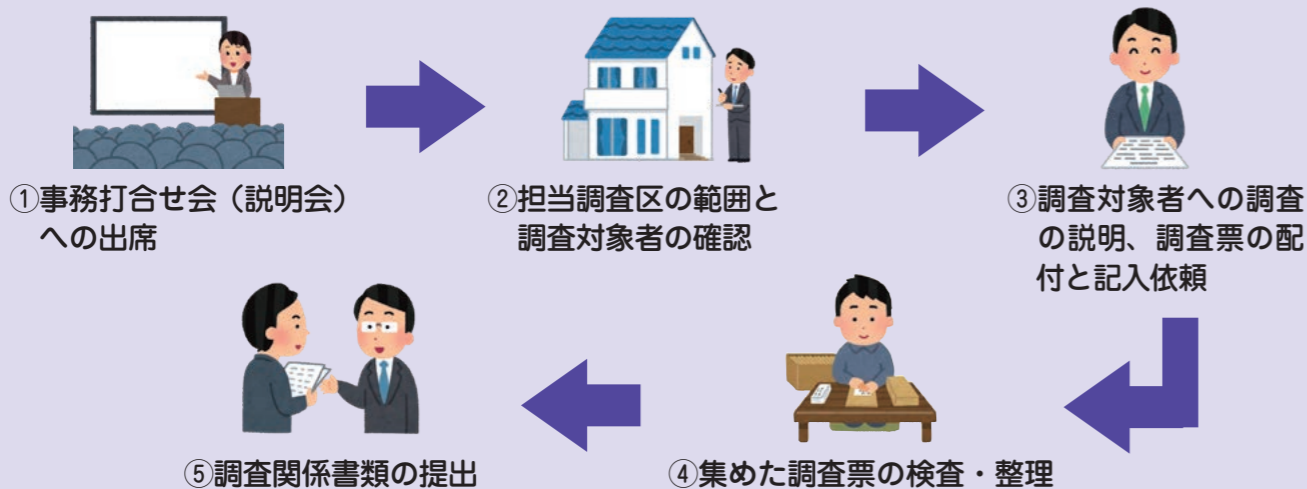 ①事務打合せ会（説明会）
への出席
②担当調査区の範囲と
調査対象者の確認
③調査対象者への調査
の説明、調査票の配
付と記入依頼
④集めた調査票の検査・整理
⑤調査関係書類の提出